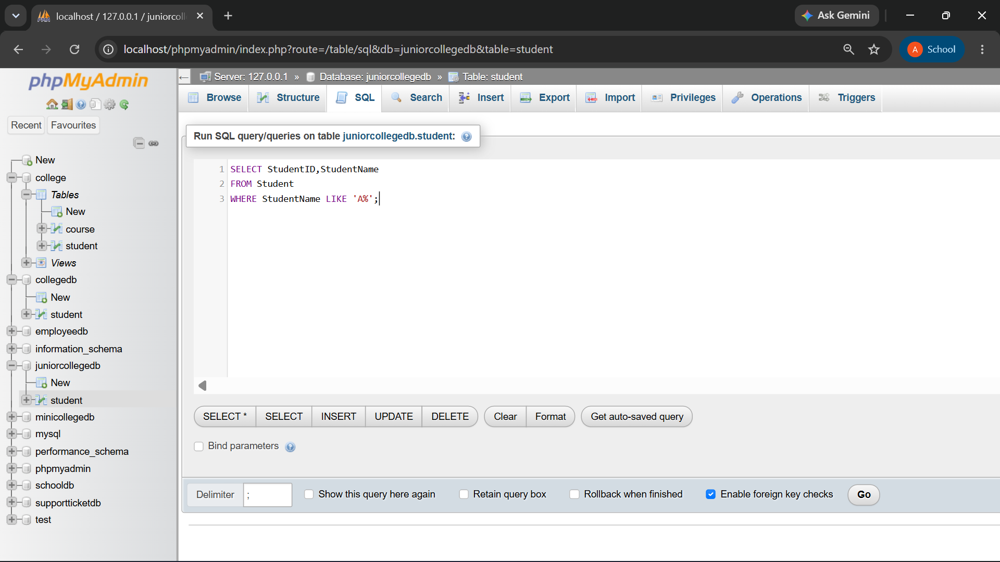 localhost / 127.0.0.1 / juniorcoll
Ask Gemini
localhost/phpmyadmin/index.php?route=/table/sql&db=juniorcollegedb&table=student
A School
phpMyAdmin
Recent Favourites
New
college
Tables
New
course
student
Views
collegedb
New
student
employeedb
information_schema
juniorcollegedb
New
student
minicollegedb
mysql
performance_schema
phpmyadmin
schooldb
supportticketdb
test
Server: 127.0.0.1 » Database: juniorcollegedb » Table: student
Browse Structure SQL Search Insert Export Import Privileges Operations Triggers
Run SQL query/queries on table juniorcollegedb.student:
1 SELECT StudentID,StudentName
2 FROM Student
3 WHERE StudentName LIKE 'A%';
SELECT * SELECT INSERT UPDATE DELETE Clear Format Get auto-saved query
Bind parameters
Delimiter ; Show this query here again Retain query box Rollback when finished Enable foreign key checks Go